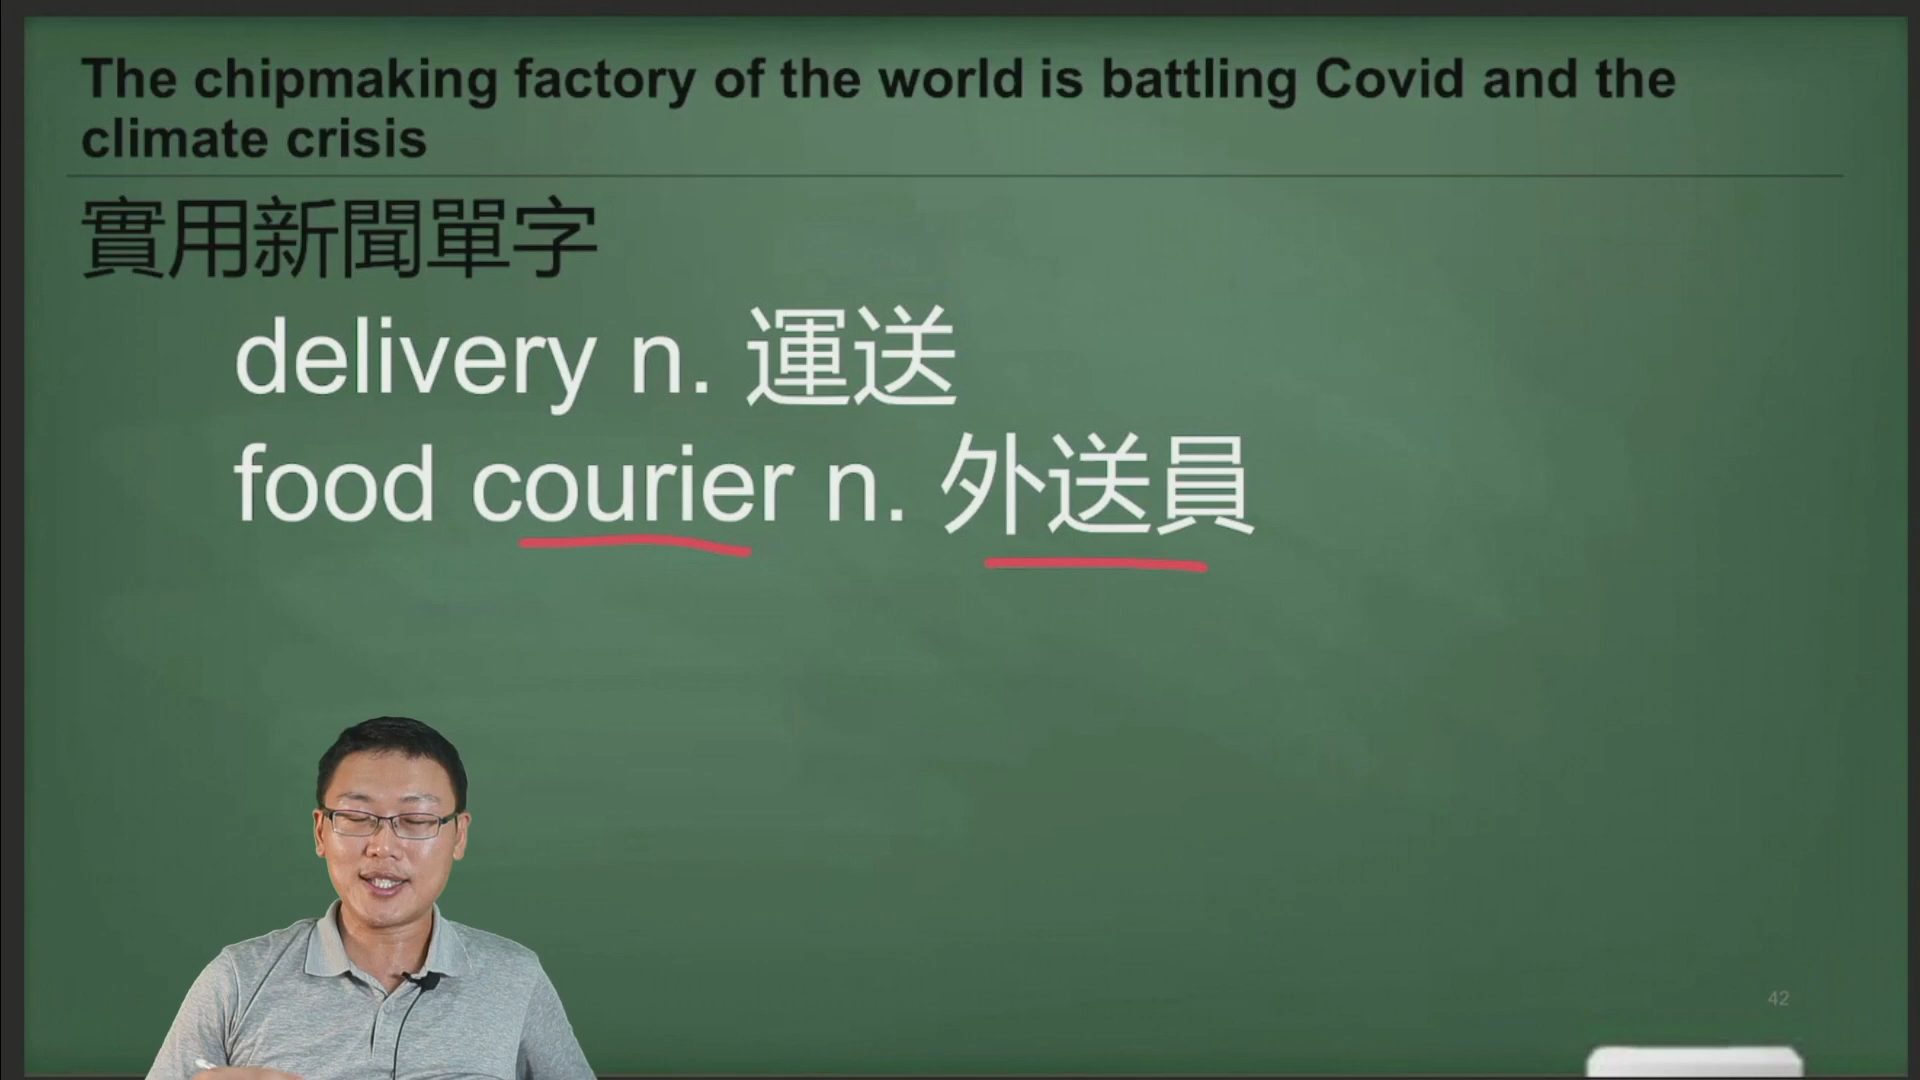 The chipmaking factory of the world is battling Covid and the
climate crisis
實用新聞單字
delivery n. 運送
food courier n. 外送員
42